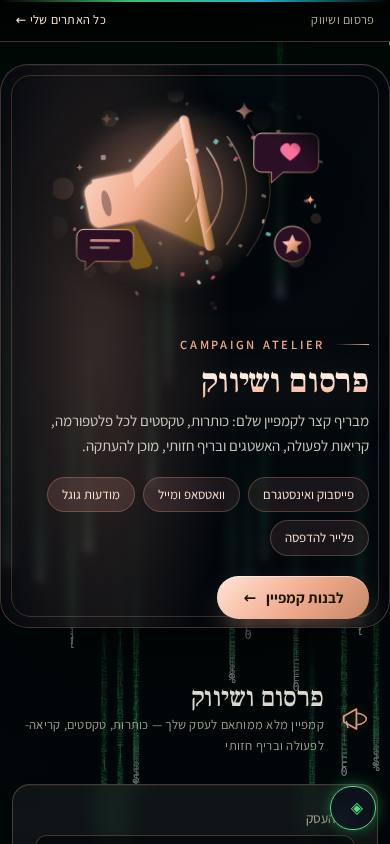 פרסום ושיווק
כל האתרים שלי ←
CAMPAIGN ATELIER
פרסום ושיווק
מבריף קצר לקמפיין שלם: כותרות, טקסטים לכל פלטפורמה,
קריאות לפעולה, האשטגים ובריף חזותי, מוכן להעתקה.
פייסבוק ואינסטגרם
וואטסאפ ומייל
מודעות גוגל
פלייר להדפסה
לבנות קמפיין ←
פרסום ושיווק
קמפיין מלא ממותאם לעסק שלך — כותרות, טקסטים, קריאה-
לפעולה ובריף חזותי